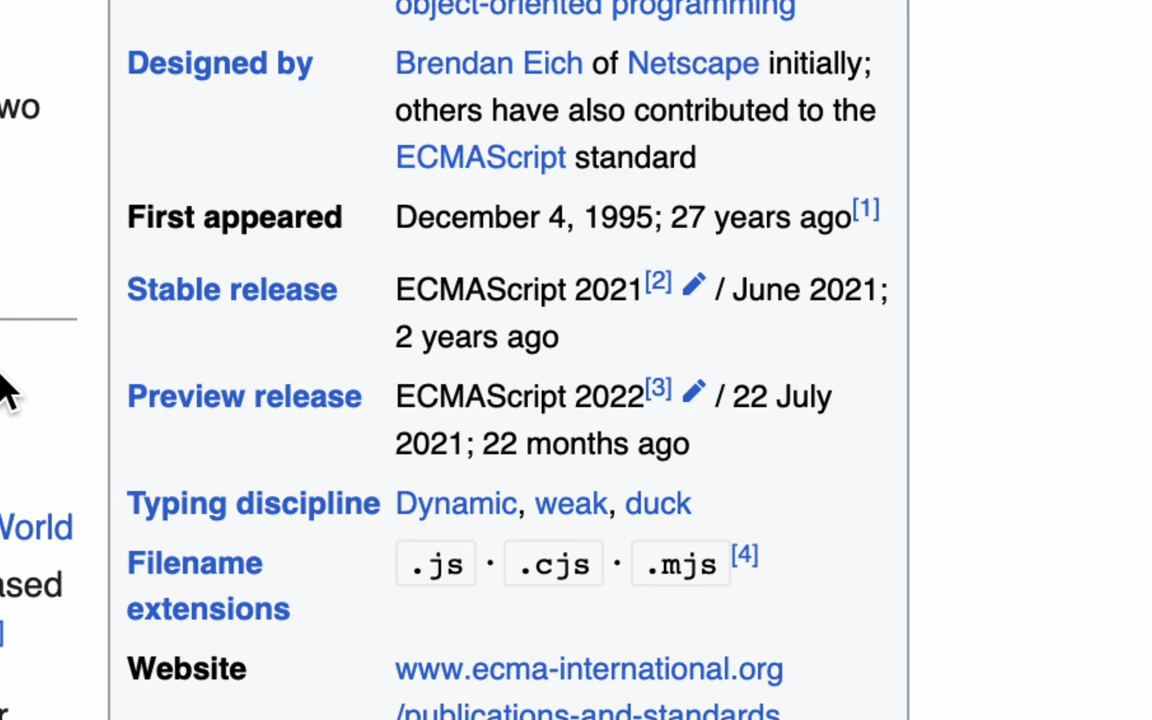 object-oriented programming
Designed by Brendan Eich of Netscape initially;
wo others have also contributed to the
ECMAScript standard
First appeared December 4, 1995; 27 years ago[1]
Stable release ECMAScript 2021[2] / June 2021;
2 years ago
Preview release ECMAScript 2022[3] / 22 July
2021; 22 months ago
Typing discipline Dynamic, weak, duck
World
Filename .js · .cjs · .mjs [4]
ased
extensions
]
Website www.ecma-international.org
r /publications-and-standards